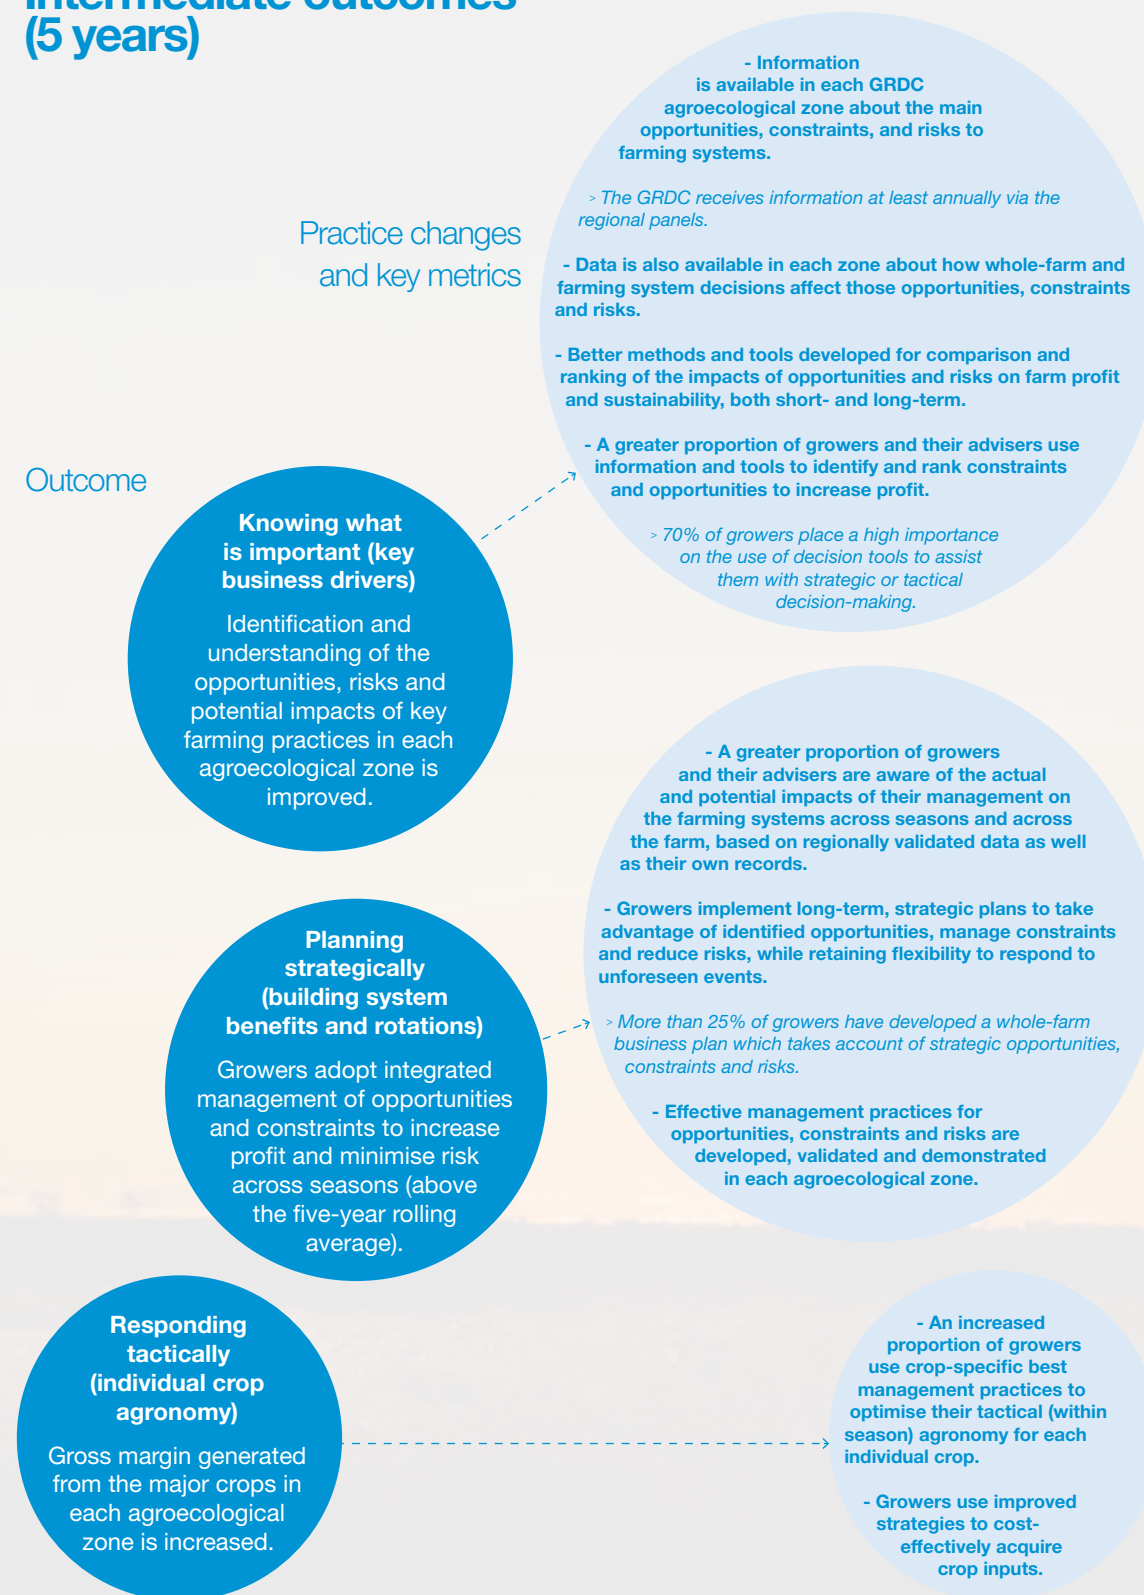 intermediate outcomes
(5 years)
Practice changes
and key metrics
- Information
is available in each GRDC
agroecological zone about the main
opportunities, constraints, and risks to
farming systems.
> The GRDC receives information at least annually via the
regional panels.
- Data is also available in each zone about how whole-farm and
farming system decisions affect those opportunities, constraints
and risks.
- Better methods and tools developed for comparison and
ranking of the impacts of opportunities and risks on farm profit
and sustainability, both short- and long-term.
- A greater proportion of growers and their advisers use
information and tools to identify and rank constraints
and opportunities to increase profit.
> 70% of growers place a high importance
on the use of decision tools to assist
them with strategic or tactical
decision-making.
Outcome
Knowing what
is important (key
business drivers)
Identification and
understanding of the
opportunities, risks and
potential impacts of key
farming practices in each
agroecological zone is
improved.
- A greater proportion of growers
and their advisers are aware of the actual
and potential impacts of their management on
the farming systems across seasons and across
the farm, based on regionally validated data as well
as their own records.
- Growers implement long-term, strategic plans to take
advantage of identified opportunities, manage constraints
and reduce risks, while retaining flexibility to respond to
unforeseen events.
> More than 25% of growers have developed a whole-farm
business plan which takes account of strategic opportunities,
constraints and risks.
- Effective management practices for
opportunities, constraints and risks are
developed, validated and demonstrated
in each agroecological zone.
Planning
strategically
(building system
benefits and rotations)
Growers adopt integrated
management of opportunities
and constraints to increase
profit and minimise risk
across seasons (above
the five-year rolling
average).
Responding
tactically
(individual crop
agronomy)
Gross margin generated
from the major crops in
each agroecological
zone is increased.
- An increased
proportion of growers
use crop-specific best
management practices to
optimise their tactical (within
season) agronomy for each
individual crop.
- Growers use improved
strategies to cost-
effectively acquire
crop inputs.